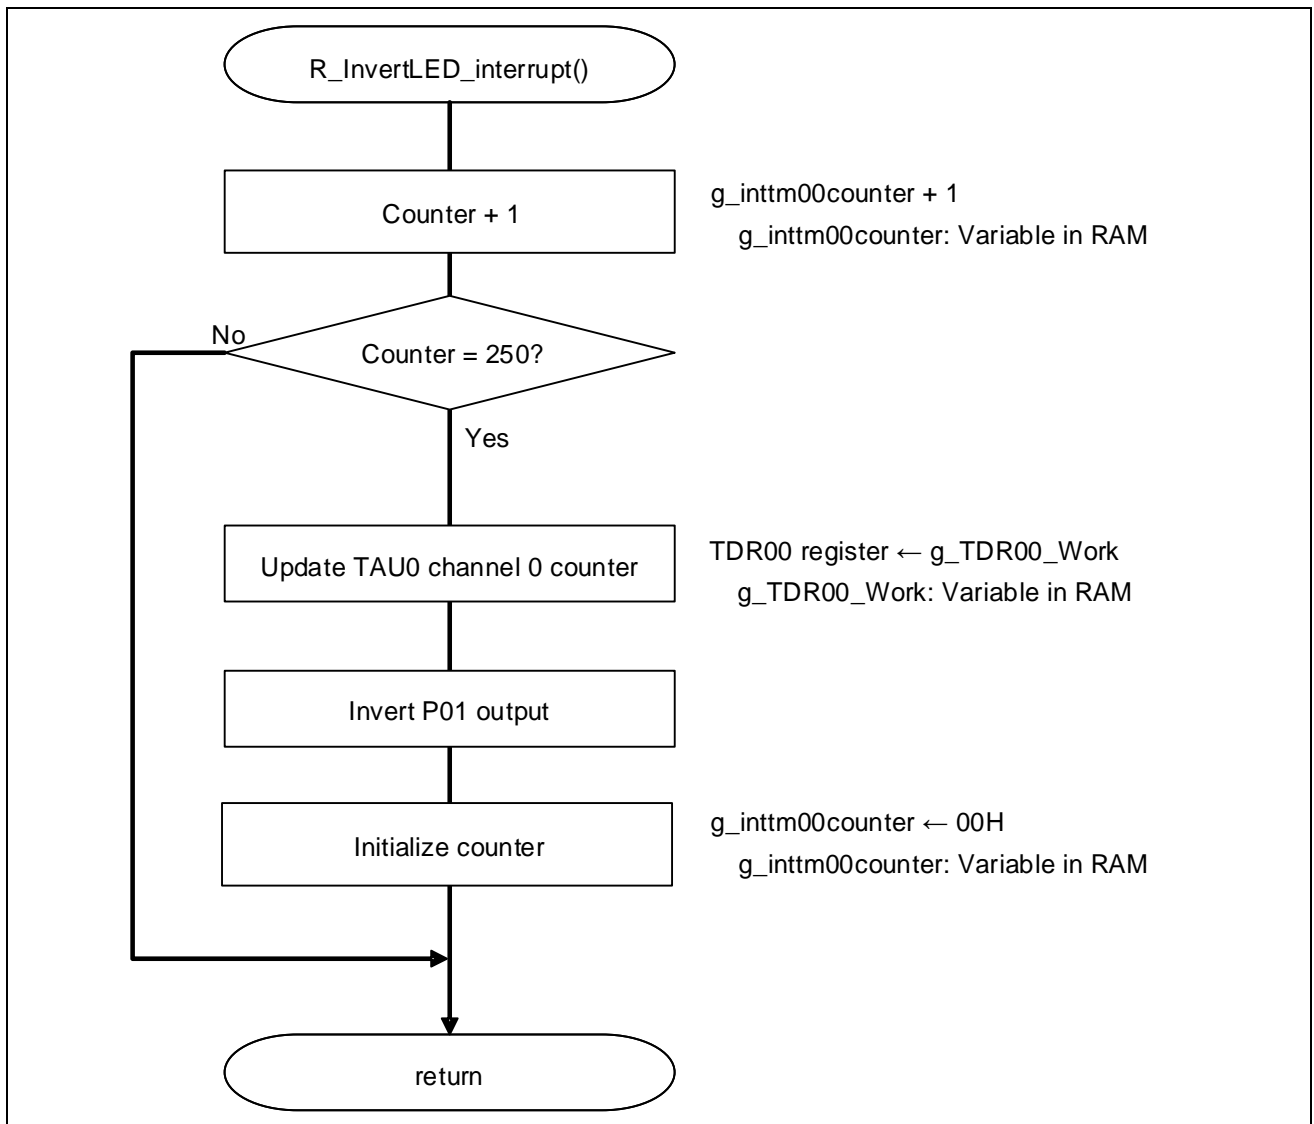 R_InvertLED_interrupt()
Counter + 1
g_inttm00counter + 1
g_inttm00counter: Variable in RAM
No
Counter = 250?
Yes
Update TAU0 channel 0 counter
TDR00 register ← g_TDR00_Work
g_TDR00_Work: Variable in RAM
Invert P01 output
Initialize counter
g_inttm00counter ← 00H
g_inttm00counter: Variable in RAM
return